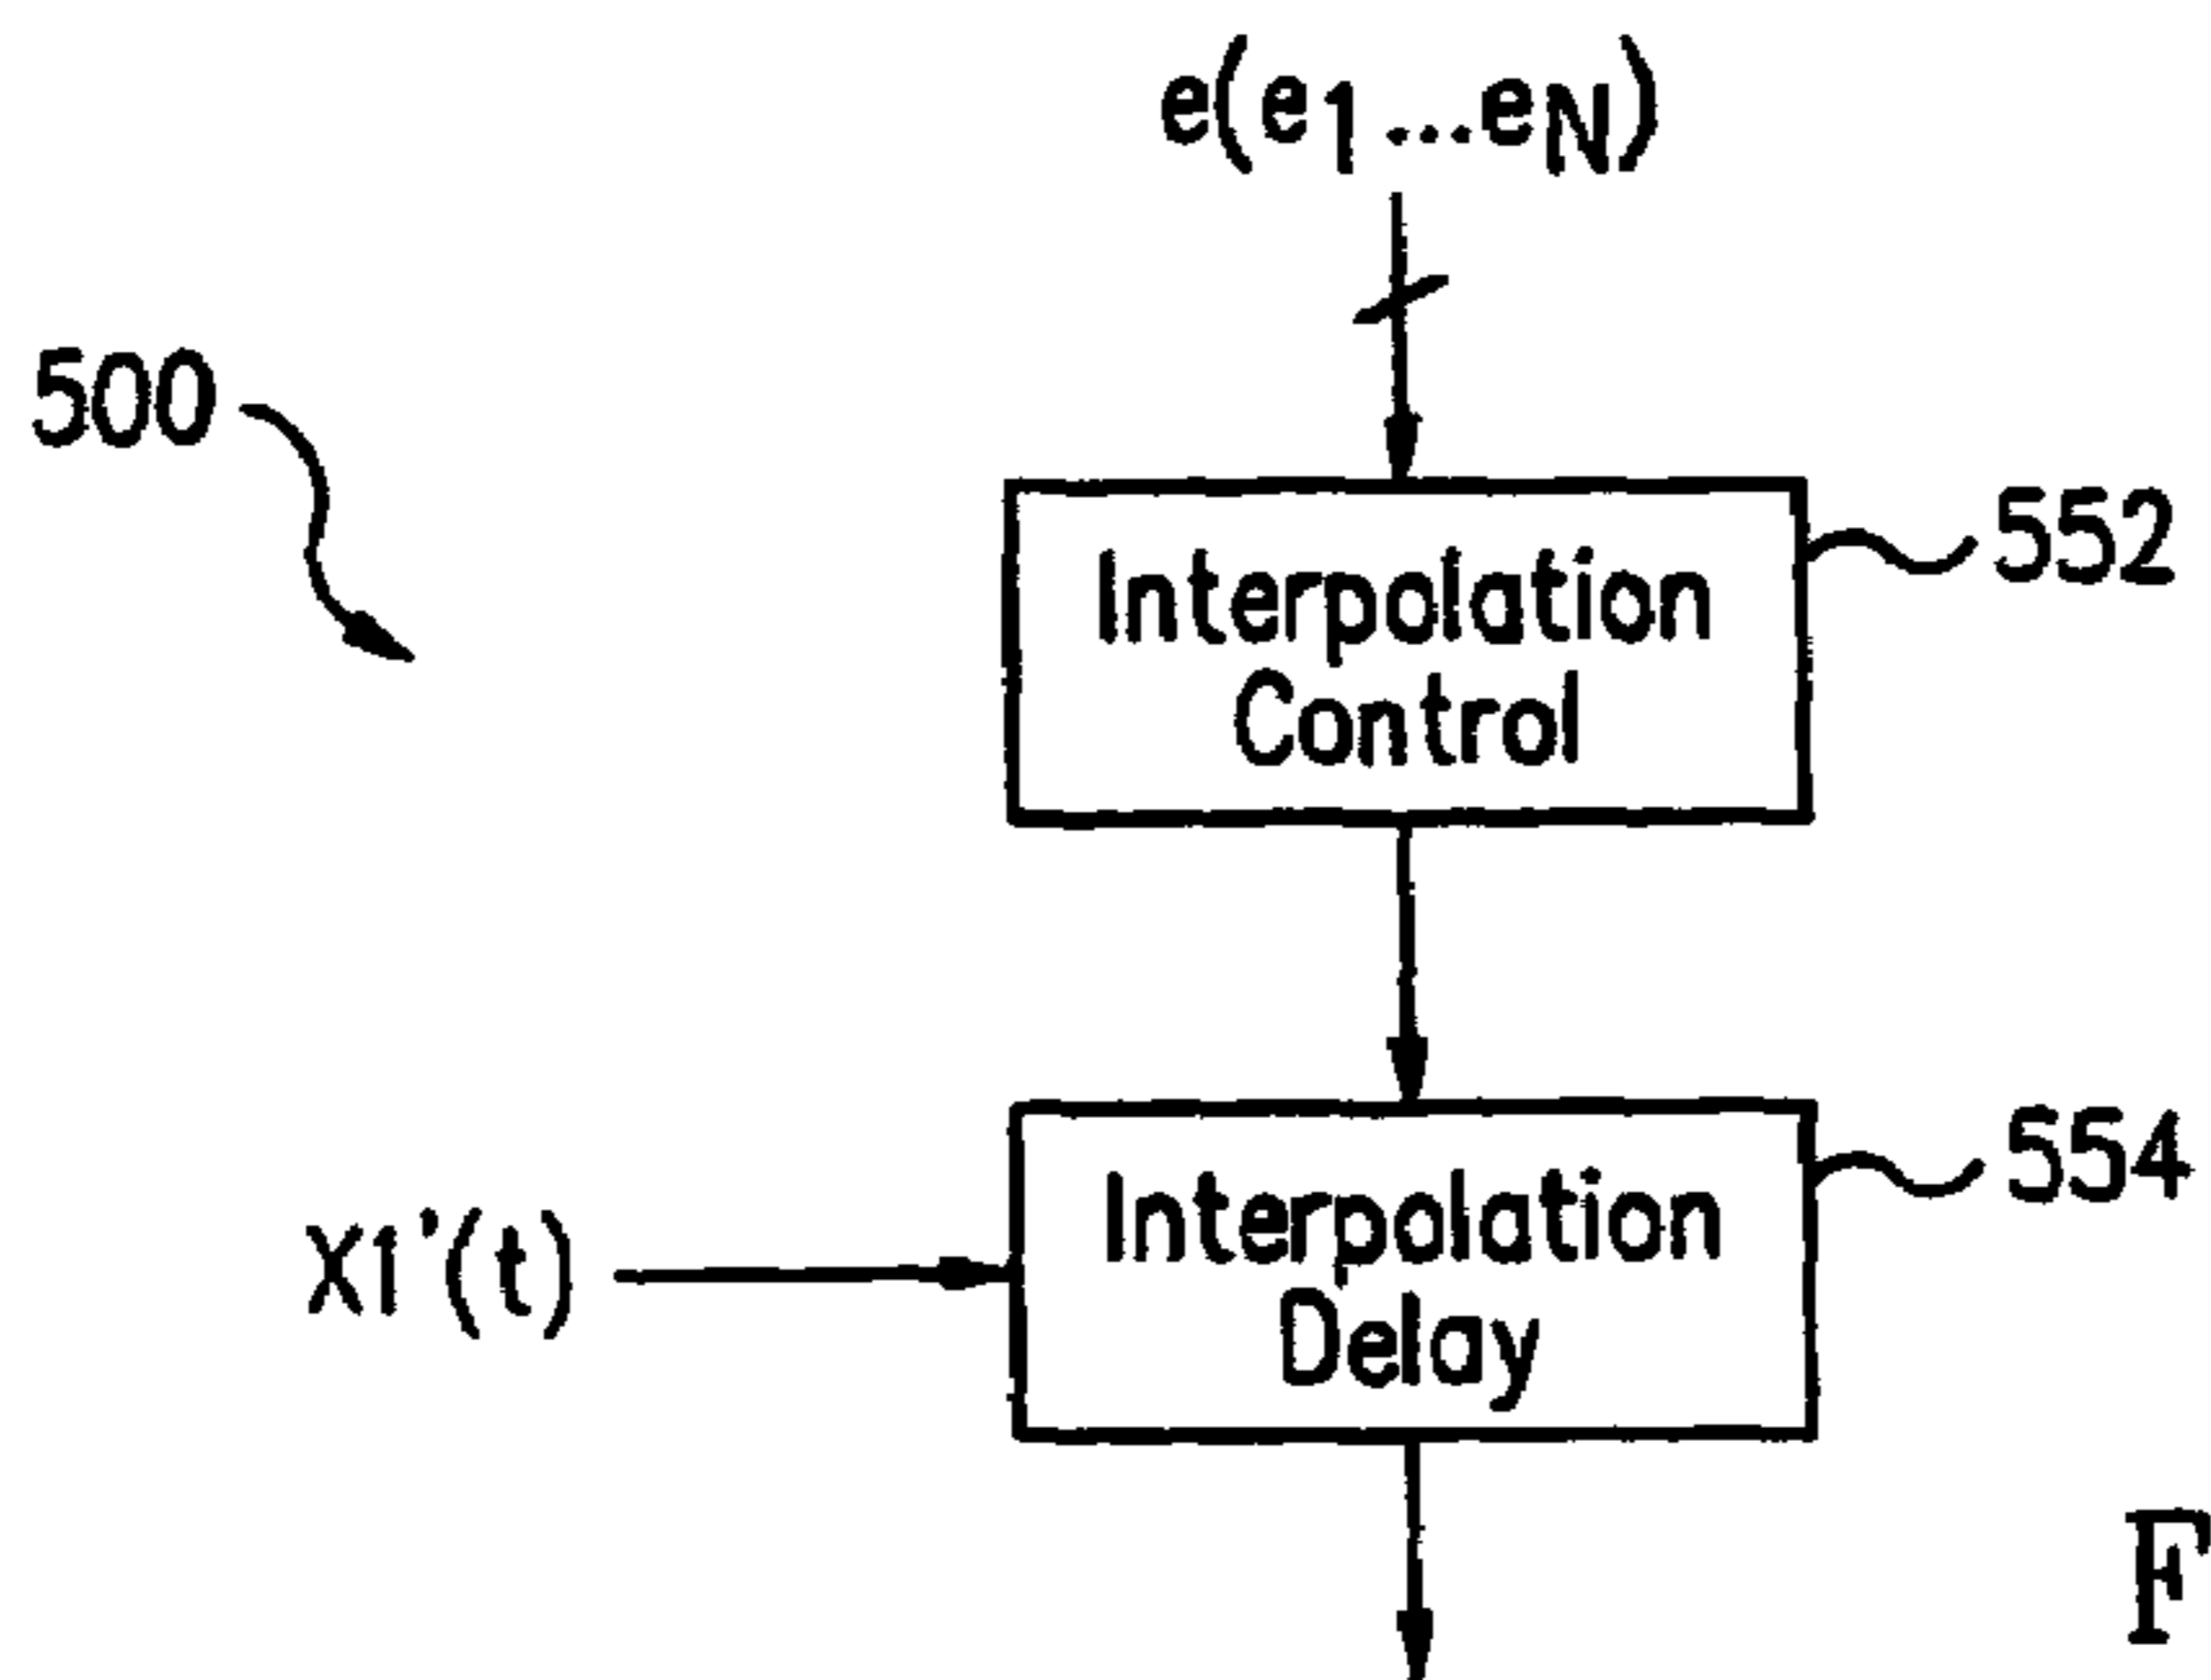 e(e1...eN)
500
Interpolation
Control
552
Interpolation
Delay
554
X1'(t)
F